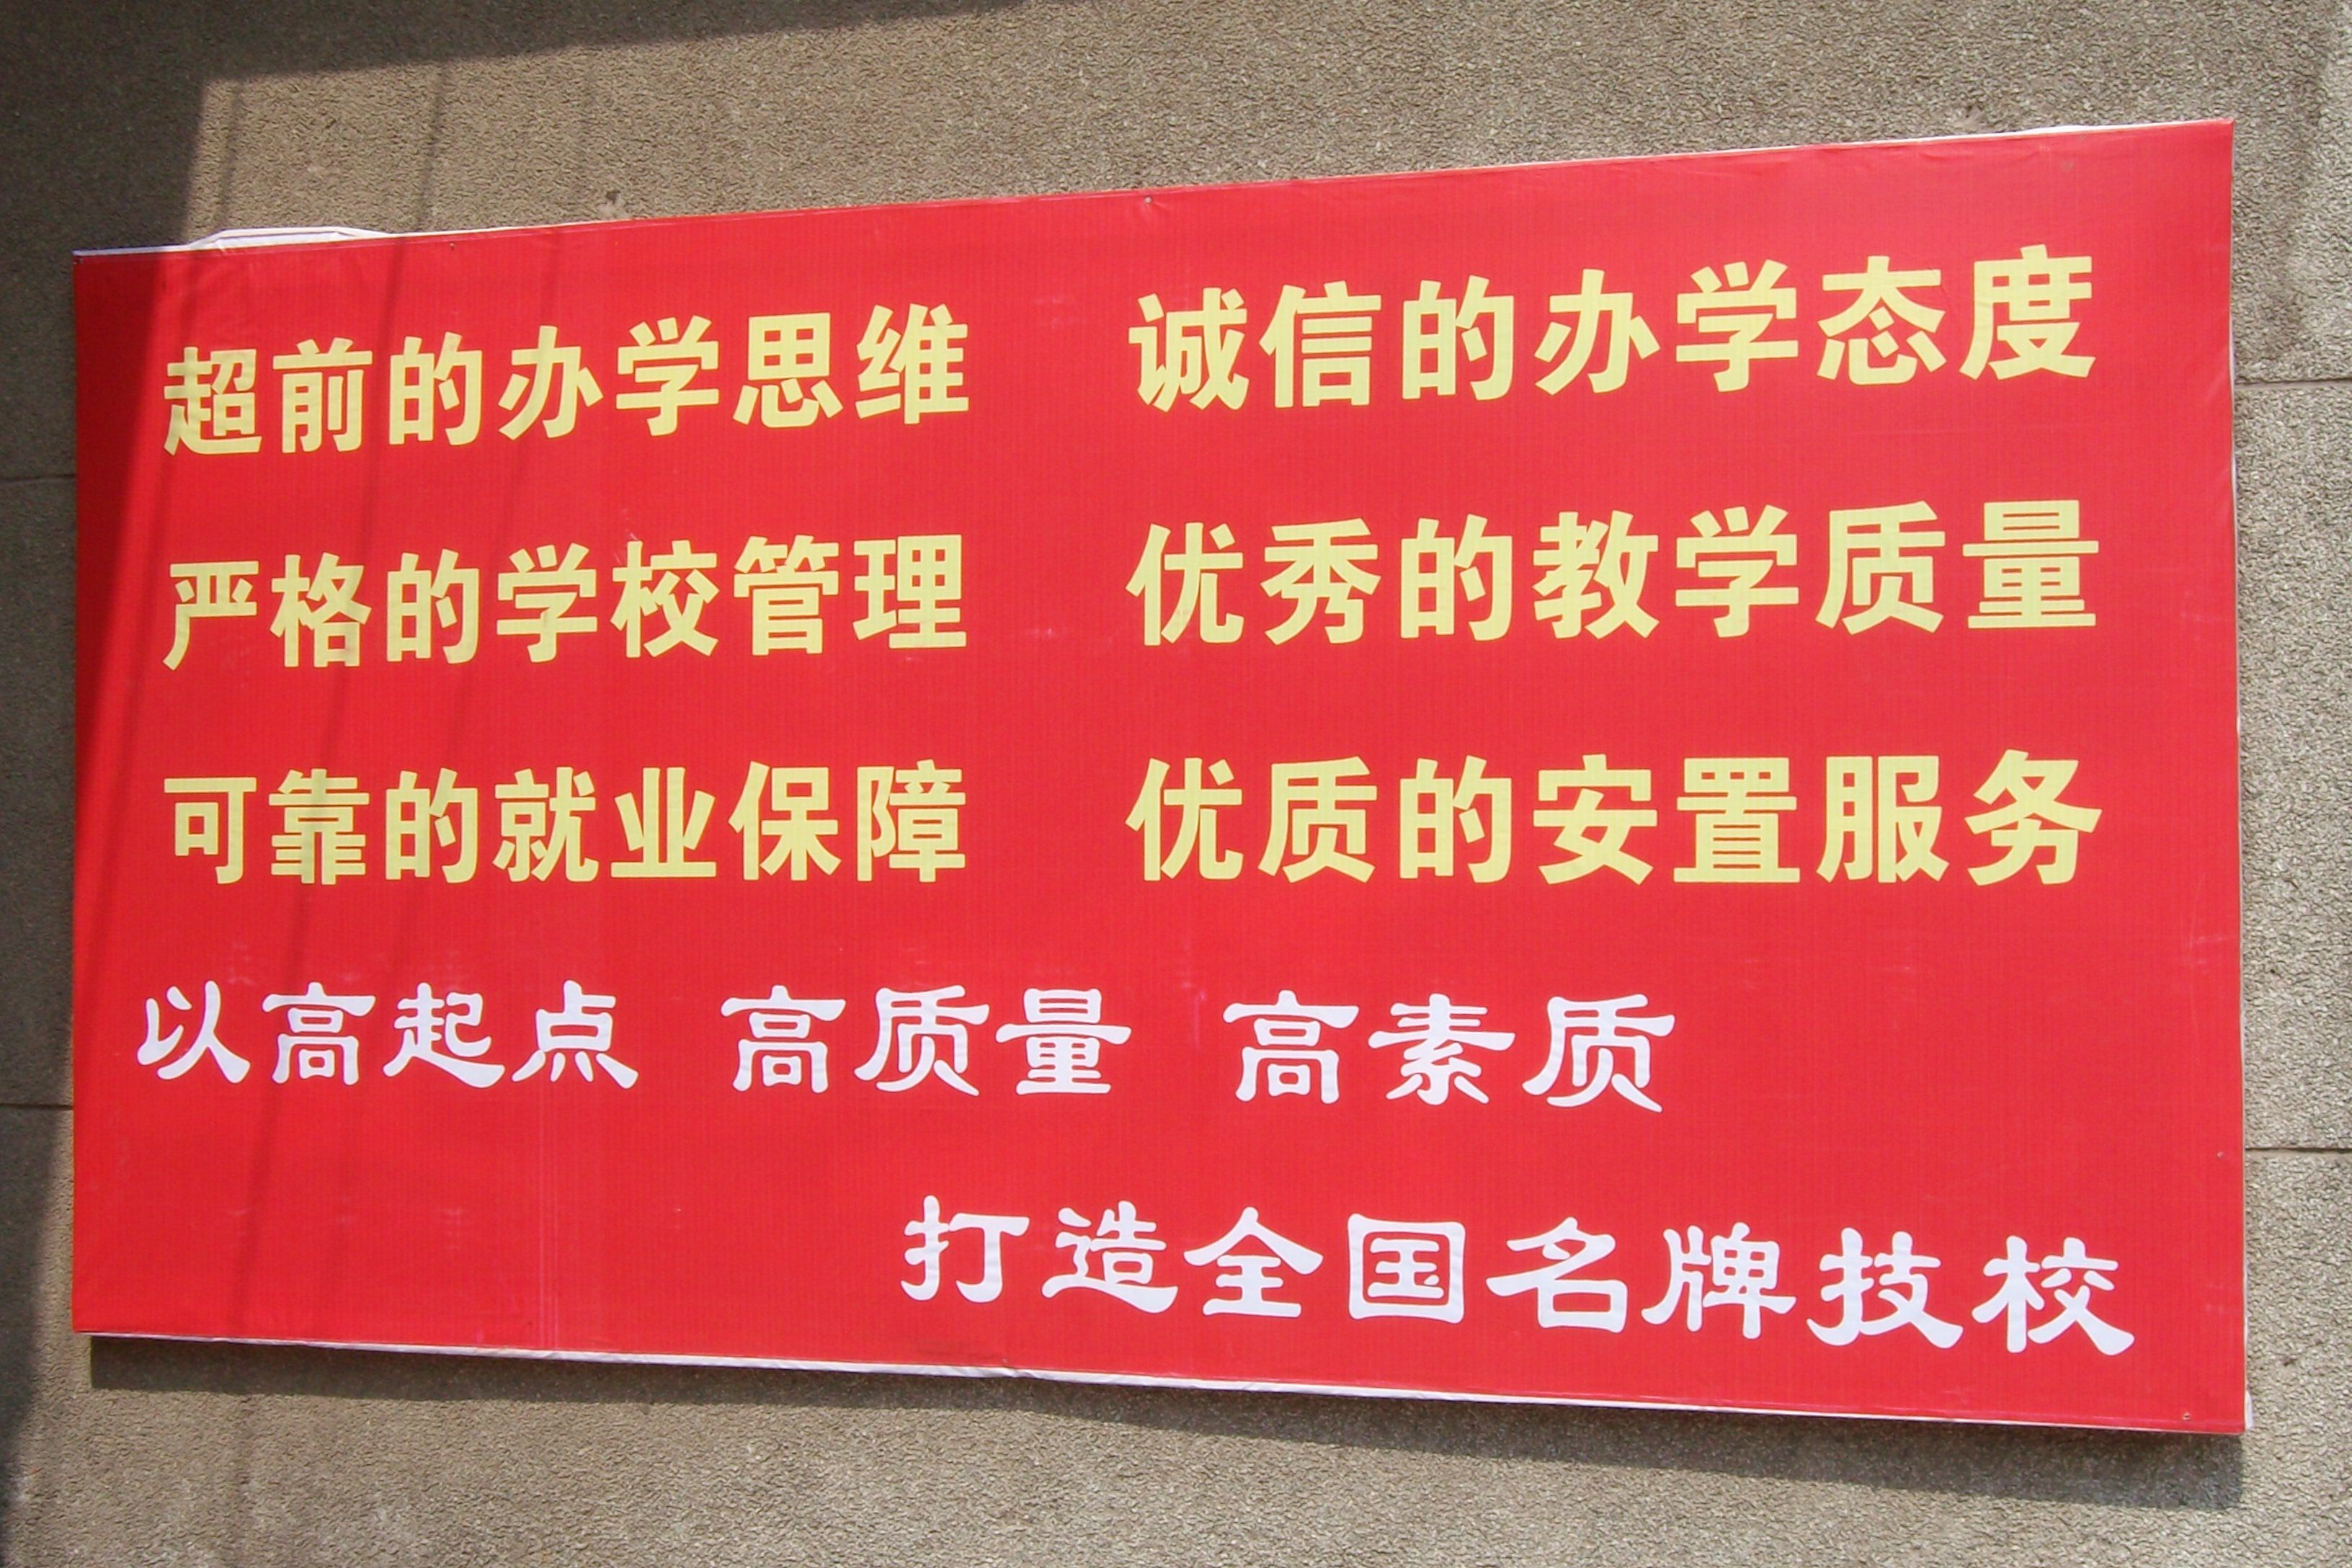 超前的办学思维 诚信的办学态度
严格的学校管理 优秀的教学质量
可靠的就业保障 优质的安置服务
以高起点 高质量 高素质
打造全国名牌技校